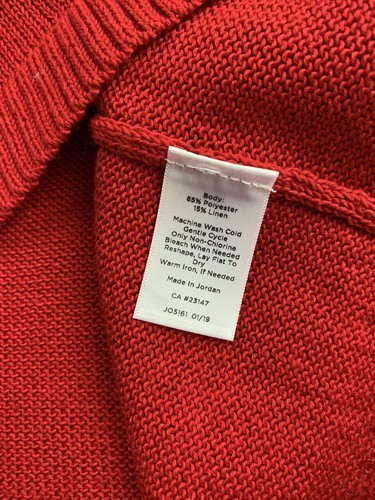 Body:
85% Polyester
15% Linen
Machine Wash Cold
Gentle Cycle
Only Non-Chlorine
Bleach When Needed
Reshape, Lay Flat To
Dry
Warm Iron, If Needed
Made In Jordan
CA #23147
JO5161 01/19